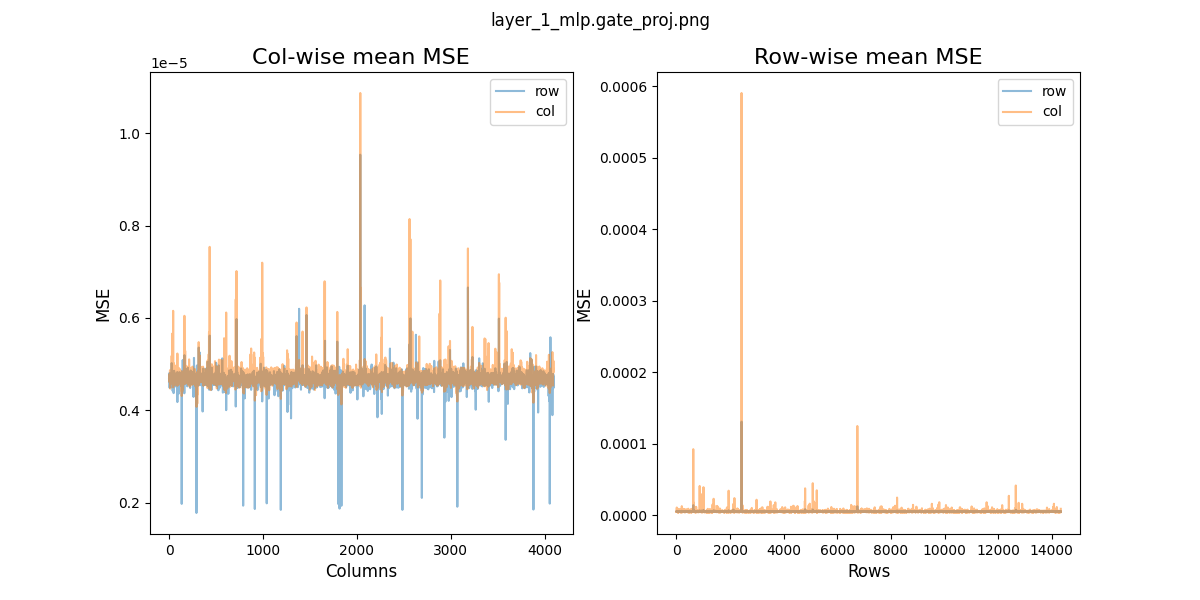 layer_1_mlp.gate_proj.png
Col-wise mean MSE
1e−5
row
col
1.0
0.8
0.6
0.4
0.2
MSE
0
1000
2000
3000
4000
Columns
Row-wise mean MSE
row
col
0.0006
0.0005
0.0004
0.0003
0.0002
0.0001
0.0000
MSE
0
2000
4000
6000
8000
10000
12000
14000
Rows